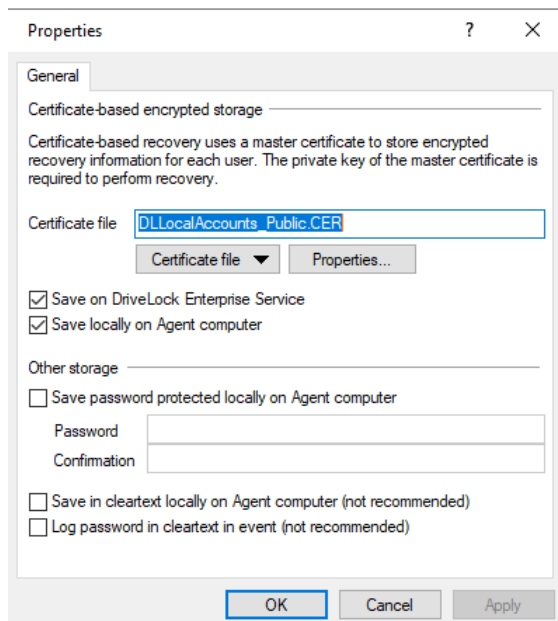 Properties
?
General
Certificate-based encrypted storage
Certificate-based recovery uses a master certificate to store encrypted
recovery information for each user. The private key of the master certificate is
required to perform recovery.
Certificate file DLLocalAccounts_Public.CER
Certificate file Properties...
Save on DriveLock Enterprise Service
Save locally on Agent computer
Other storage
Save password protected locally on Agent computer
Password
Confirmation
Save in cleartext locally on Agent computer (not recommended)
Log password in cleartext in event (not recommended)
OK Cancel Apply